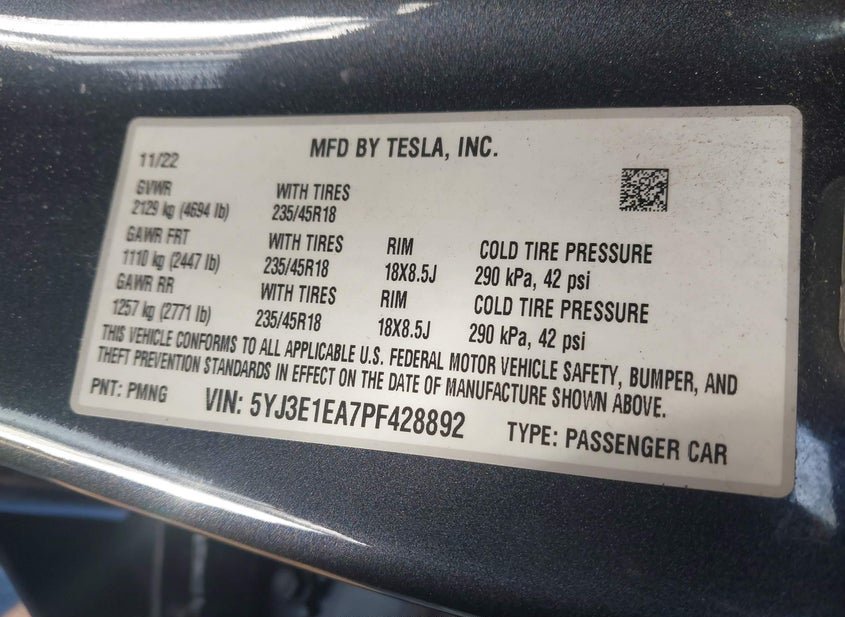 MFD BY TESLA, INC.
11/22
GVWR WITH TIRES
2129 kg (4694 lb) 235/45R18
GAWR FRT WITH TIRES RIM COLD TIRE PRESSURE
1110 kg (2447 lb) 235/45R18 18X8.5J 290 kPa, 42 psi
GAWR RR WITH TIRES RIM COLD TIRE PRESSURE
1257 kg (2771 lb) 235/45R18 18X8.5J 290 kPa, 42 psi
THIS VEHICLE CONFORMS TO ALL APPLICABLE U.S. FEDERAL MOTOR VEHICLE SAFETY, BUMPER, AND
THEFT PREVENTION STANDARDS IN EFFECT ON THE DATE OF MANUFACTURE SHOWN ABOVE.
PNT: PMNG VIN: 5YJ3E1EA7PF428892 TYPE: PASSENGER CAR